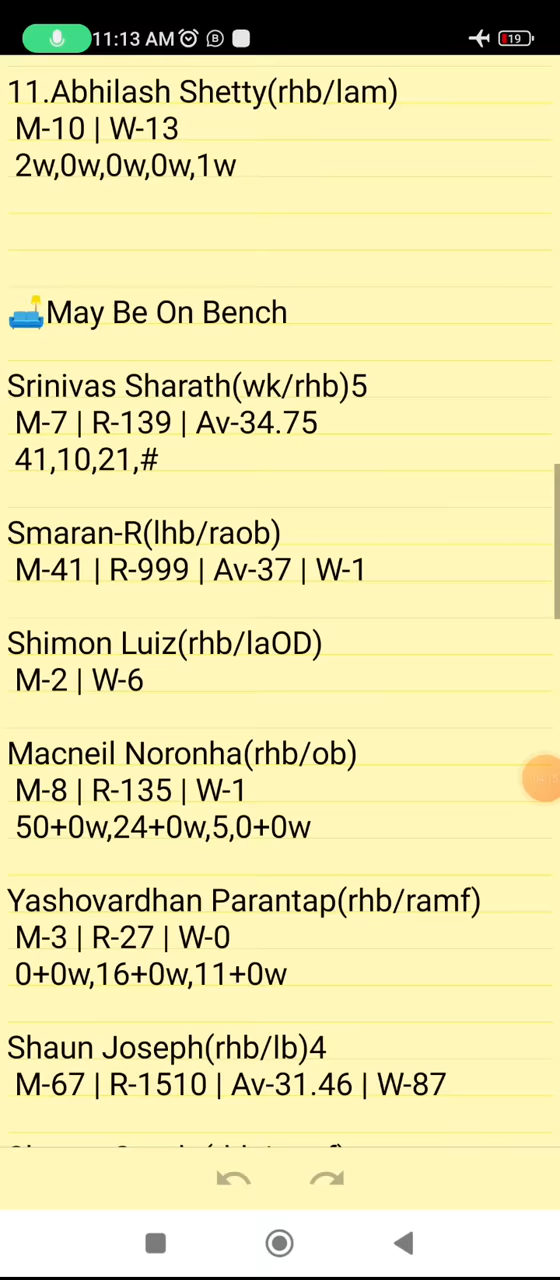 11:13 AM
19
11.Abhilash Shetty(rhb/lam)
M-10 | W-13
2w,0w,0w,0w,1w
🛋️May Be On Bench
Srinivas Sharath(wk/rhb)5
M-7 | R-139 | Av-34.75
41,10,21,#
Smaran-R(lhb/raob)
M-41 | R-999 | Av-37 | W-1
Shimon Luiz(rhb/laOD)
M-2 | W-6
Macneil Noronha(rhb/ob)
M-8 | R-135 | W-1
50+0w,24+0w,5,0+0w
Yashovardhan Parantap(rhb/ramf)
M-3 | R-27 | W-0
0+0w,16+0w,11+0w
Shaun Joseph(rhb/lb)4
M-67 | R-1510 | Av-31.46 | W-87